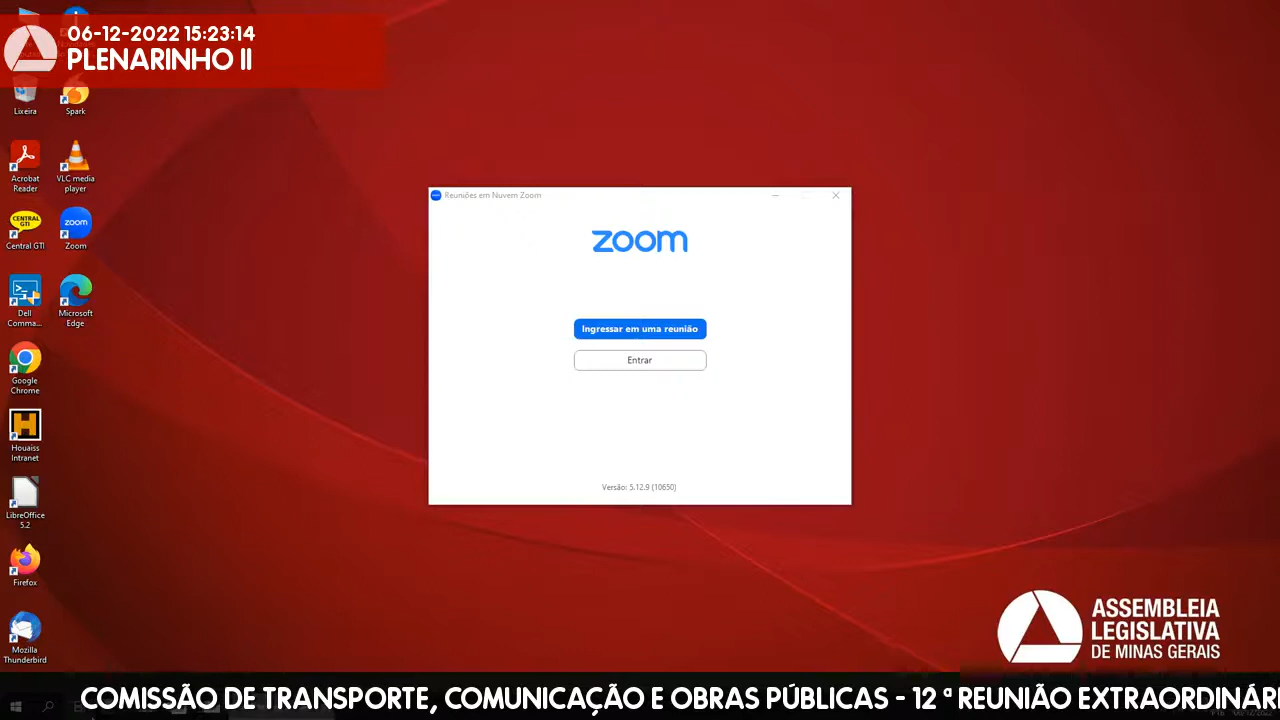 06-12-2022 15:23:14
PLENARINHO II
Lixeira
Spark
Acrobat
Reader
VLC media
player
CENTRAL
GTI
Central GTI
zoom
Zoom
Dell
Comma...
Microsoft
Edge
Google
Chrome
H
Houaiss
Intranet
LibreOffice
5.2
Firefox
Mozilla
Thunderbird
Reuniões em Nuvem Zoom
zoom
Ingressar em uma reunião
Entrar
Versão: 5.12.9 (10650)
ASSEMBLEIA
LEGISLATIVA
DE MINAS GERAIS
COMISSÃO DE TRANSPORTE, COMUNICAÇÃO E OBRAS PÚBLICAS - 12 ª REUNIÃO EXTRAORDINÁR